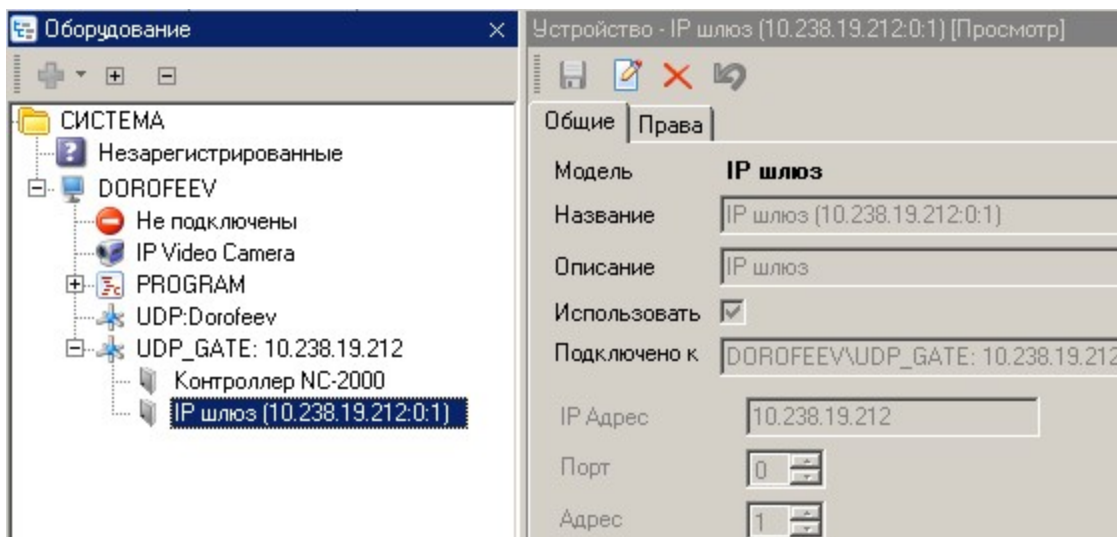 Оборудование
СИСТЕМА
Незарегистрированные
DOROFEEV
Не подключены
IP Video Camera
PROGRAM
UDP:Dorofeev
UDP_GATE: 10.238.19.212
Контроллер NC-2000
IP шлюз (10.238.19.212:0:1)
Устройство - IP шлюз (10.238.19.212:0:1) [Просмотр]
Общие Права
Модель IP шлюз
Название IP шлюз (10.238.19.212:0:1)
Описание IP шлюз
Использовать
Подключено к DOROFEEV\UDP_GATE: 10.238.19.212
IP Адрес 10.238.19.212
Порт 0
Адрес 1